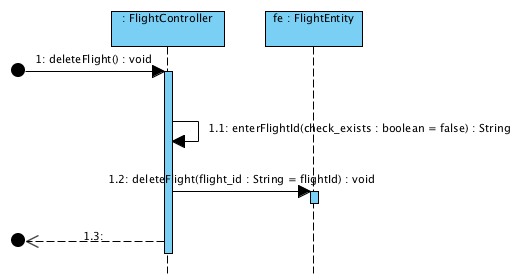 : FlightController
fe : FlightEntity
1: deleteFlight() : void
1.1: enterFlightId(check_exists : boolean = false) : String
1.2: deleteFlight(flight_id : String = flightId) : void
1.3: